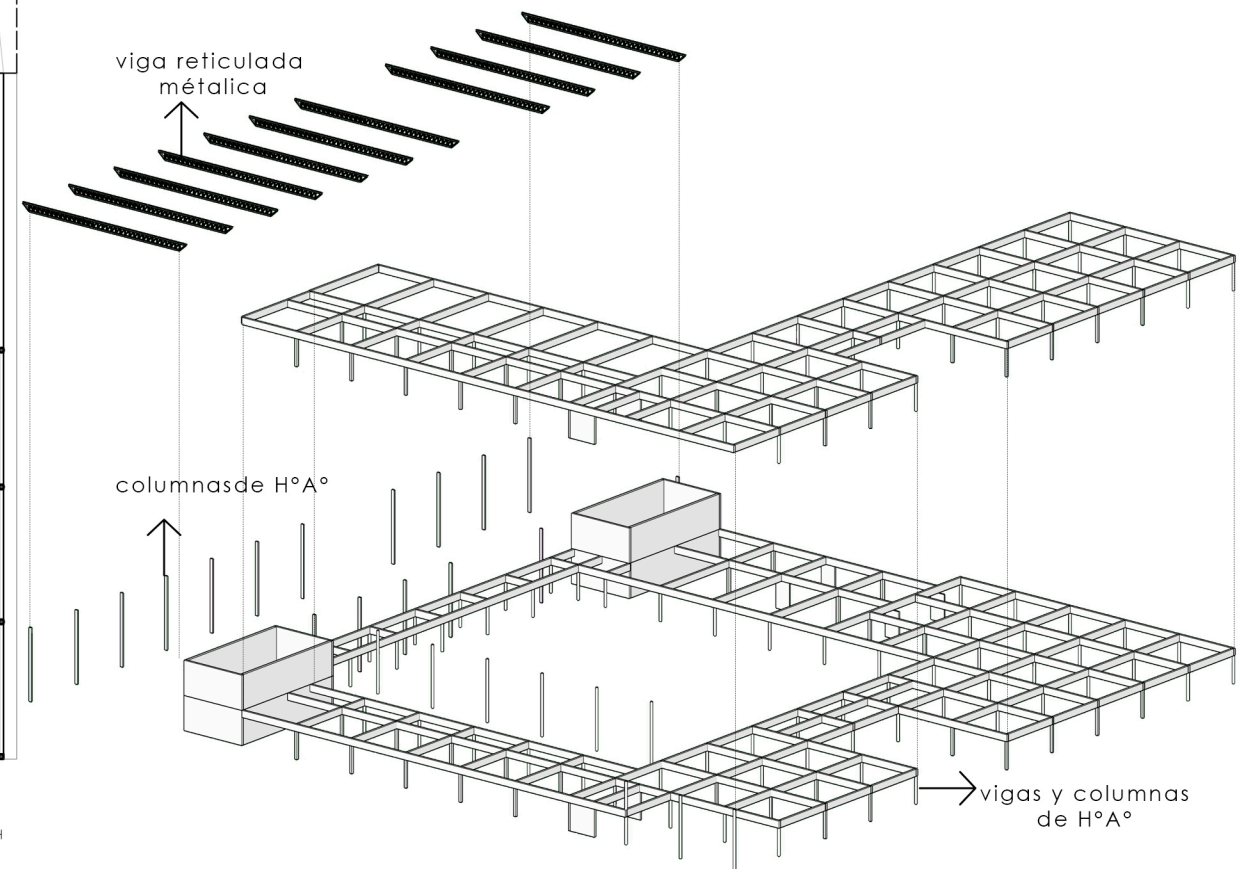 viga reticulada
métalica
columnasde H°A°
vigas y columnas
de H°A°